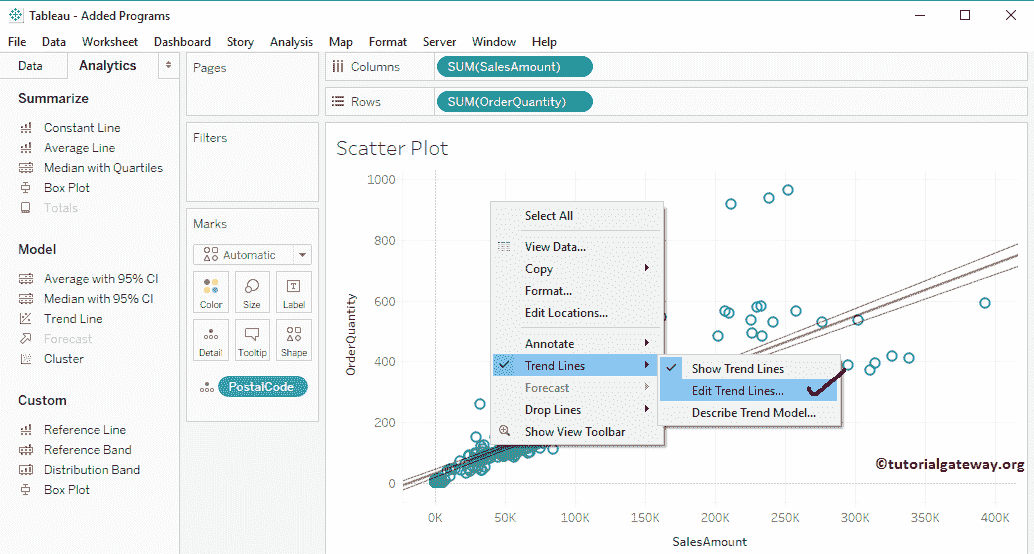 Tableau - Added Programs
File Data Worksheet Dashboard Story Analysis Map Format Server Window Help
Data Analytics
Summarize
Constant Line
Average Line
Median with Quartiles
Box Plot
Totals
Model
Average with 95% CI
Median with 95% CI
Trend Line
Forecast
Cluster
Custom
Reference Line
Reference Band
Distribution Band
Box Plot
Pages
Filters
Marks
Automatic
Color Size Label
Detail Tooltip Shape
PostalCode
Columns SUM(SalesAmount)
Rows SUM(OrderQuantity)
Scatter Plot
OrderQuantity
1000
800
600
400
200
0
0K 50K 100K 150K 200K 250K 300K 350K 400K
SalesAmount
Select All
View Data...
Copy
Format...
Edit Locations...
Annotate
Trend Lines
Forecast
Drop Lines
Show View Toolbar
Show Trend Lines
Edit Trend Lines...
Describe Trend Model...
©tutorialgateway.org